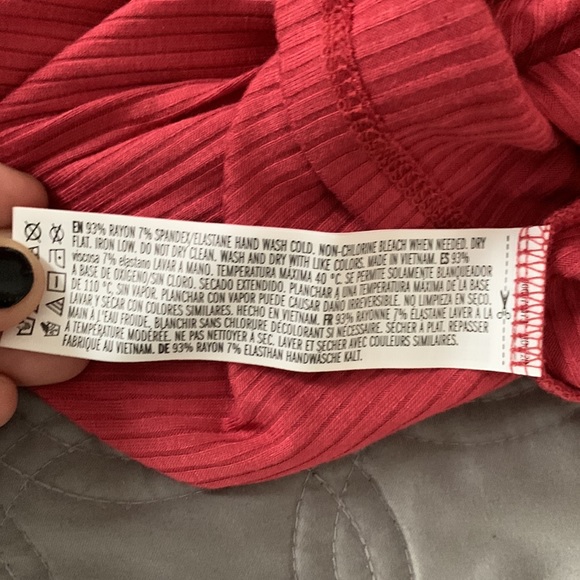 EN 93% RAYON 7% SPANDEX/ELASTANE HAND WASH COLD. NON-CHLORINE BLEACH WHEN NEEDED. DRY
FLAT. IRON LOW. DO NOT DRY CLEAN. WASH AND DRY WITH LIKE COLORS. MADE IN VIETNAM. ES 93%
viscosa 7% elastano LAVAR A MANO. TEMPERATURA MÁXIMA 40 °C. SE PERMITE SOLAMENTE BLANQUEADOR
A BASE DE OXÍGENO/SIN CLORO. SECADO EXTENDIDO. PLANCHAR A UNA TEMPERATURA MÁXIMA DE LA BASE
DE 110 °C, SIN VAPOR. PLANCHAR CON VAPOR PUEDE CAUSAR DAÑO IRREVERSIBLE. NO LIMPIEZA EN SECO.
LAVAR Y SECAR CON COLORES SIMILARES. HECHO EN VIETNAM. FR 93% RAYONNE 7% ÉLASTANE LAVER À LA
MAIN À L'EAU FROIDE. BLANCHIR SANS CHLORURE DÉCOLORANT SI NÉCESSAIRE. SÉCHER À PLAT. REPASSER
À TEMPÉRATURE MODÉRÉE. NE PAS NETTOYER À SEC. LAVER ET SÉCHER AVEC COULEURS SIMILAIRES.
FABRIQUÉ AU VIETNAM. DE 93% RAYON 7% ELASTHAN HANDWÄSCHE KALT.